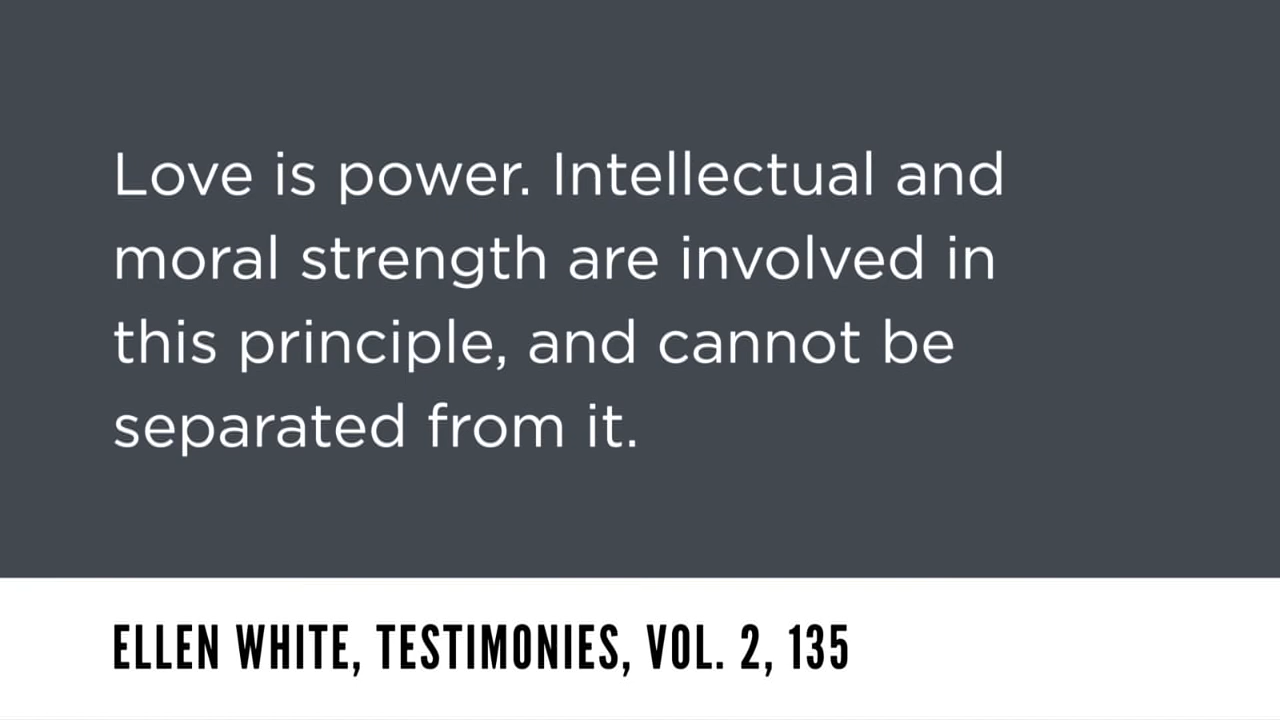 Love is power. Intellectual and
moral strength are involved in
this principle, and cannot be
separated from it.
ELLEN WHITE, TESTIMONIES, VOL. 2, 135